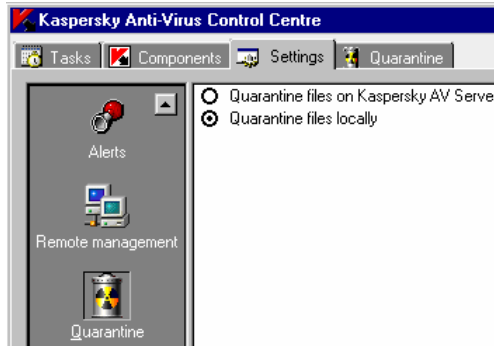 Kaspersky Anti-Virus Control Centre
Tasks Components Settings Quarantine
Quarantine files on Kaspersky AV Serve
Quarantine files locally
Alerts
Remote management
Quarantine